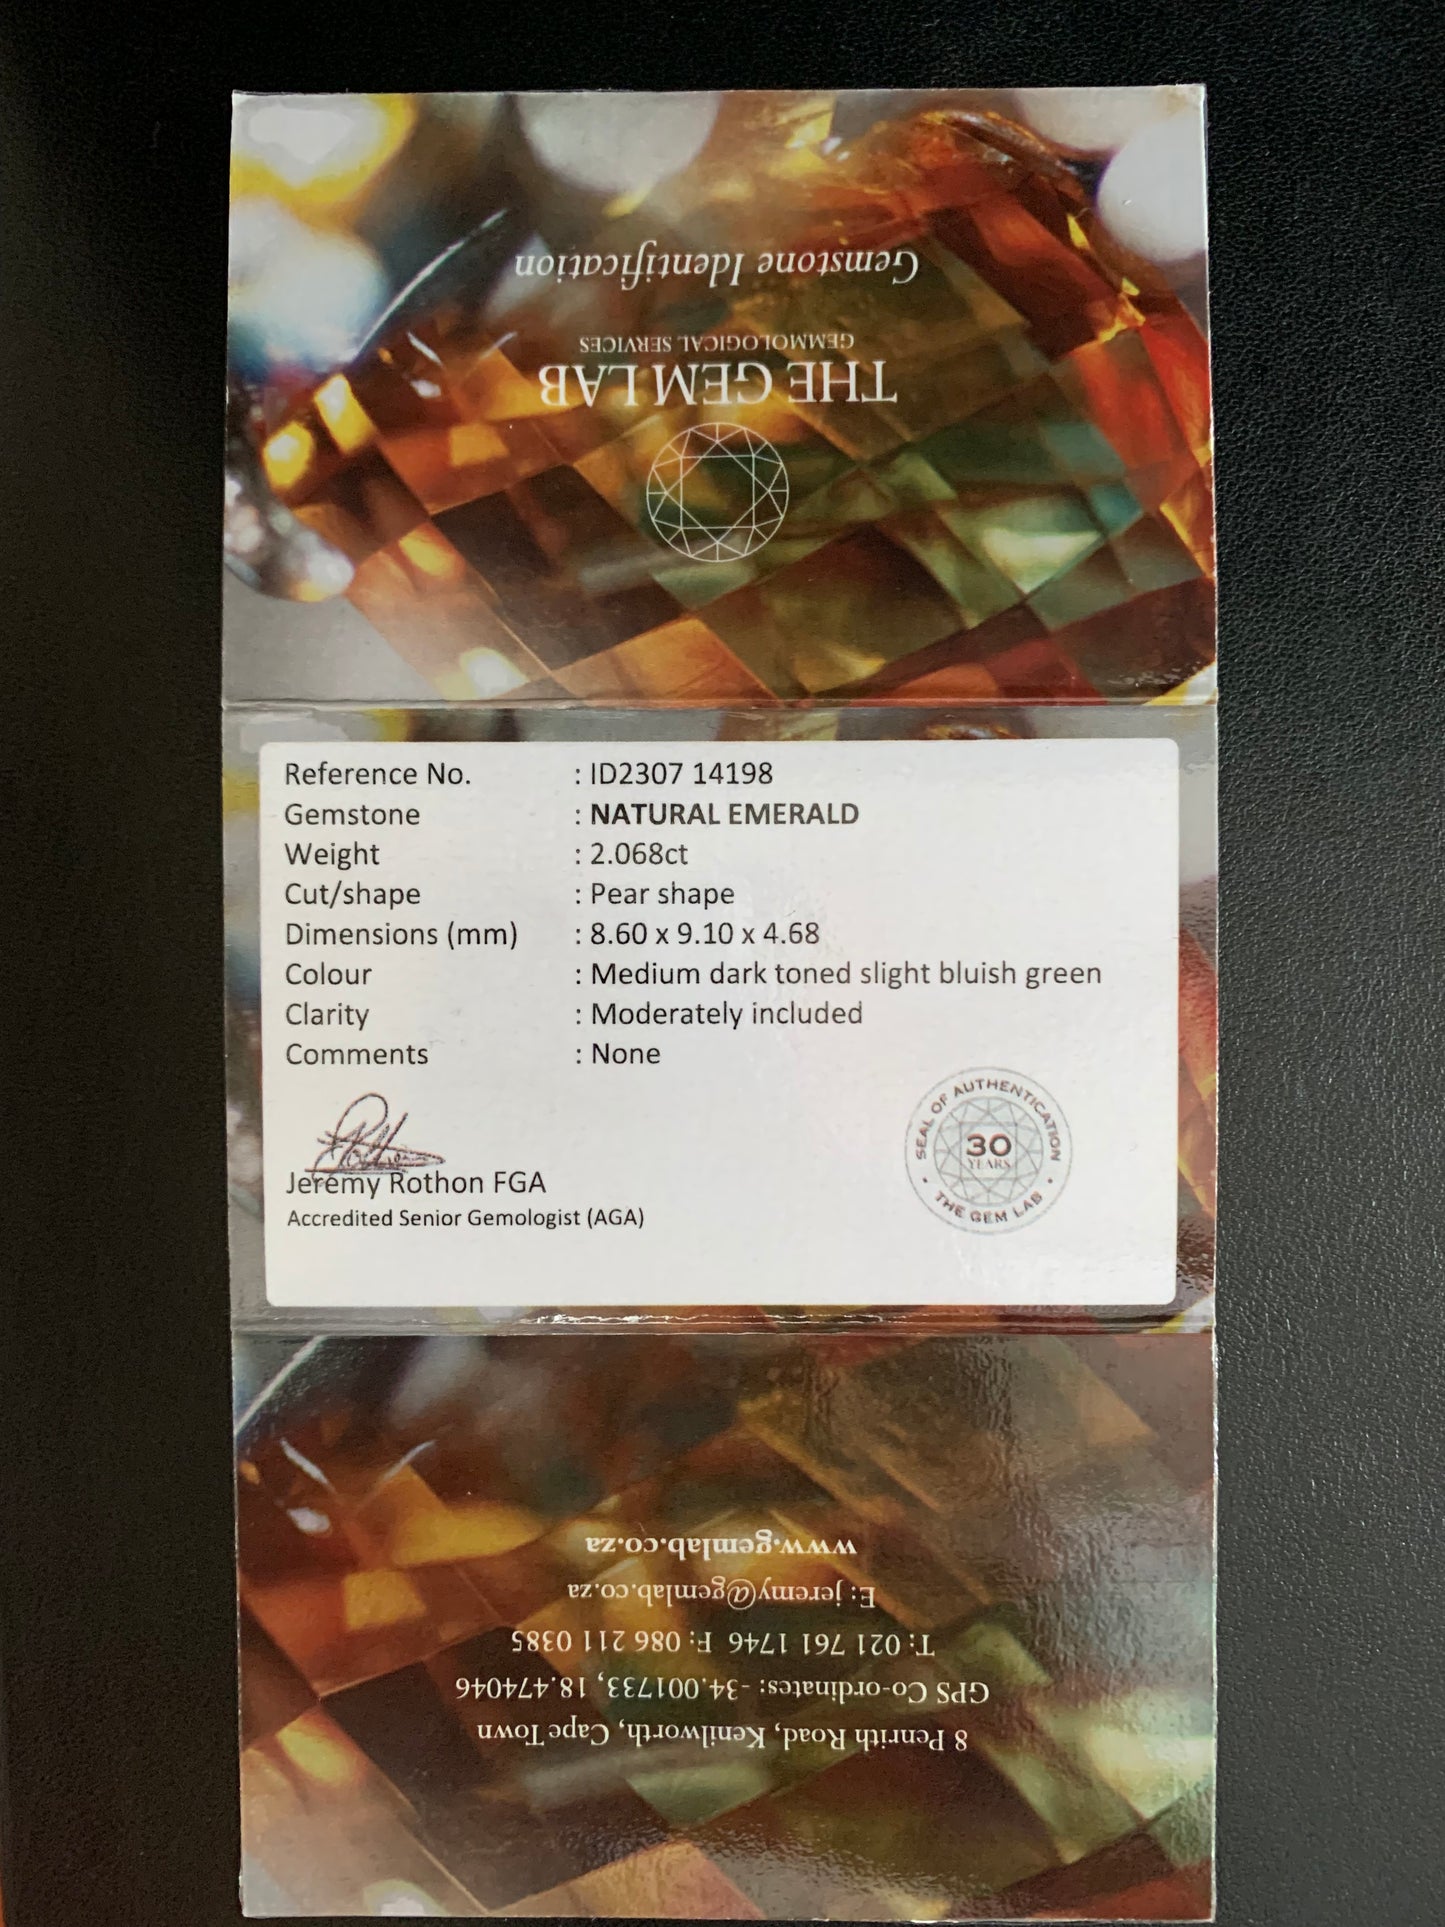 Gemstone Identification
GEMMOLOGICAL SERVICES
THE GEM LAB
Reference No. : ID2307 14198
Gemstone : NATURAL EMERALD
Weight : 2.068ct
Cut/shape : Pear shape
Dimensions (mm) : 8.60 x 9.10 x 4.68
Colour : Medium dark toned slight bluish green
Clarity : Moderately included
Comments : None
Jeremy Rothon FGA
Accredited Senior Gemologist (AGA)
SEAL OF AUTHENTICATION
30
YEARS
• THE GEM LAB •
www.gemlab.co.za
E: jeremy@gemlab.co.za
T: 021 761 1746 F: 086 211 0385
GPS Co-ordinates: -34.001733, 18.474046
8 Penrith Road, Kenilworth, Cape Town